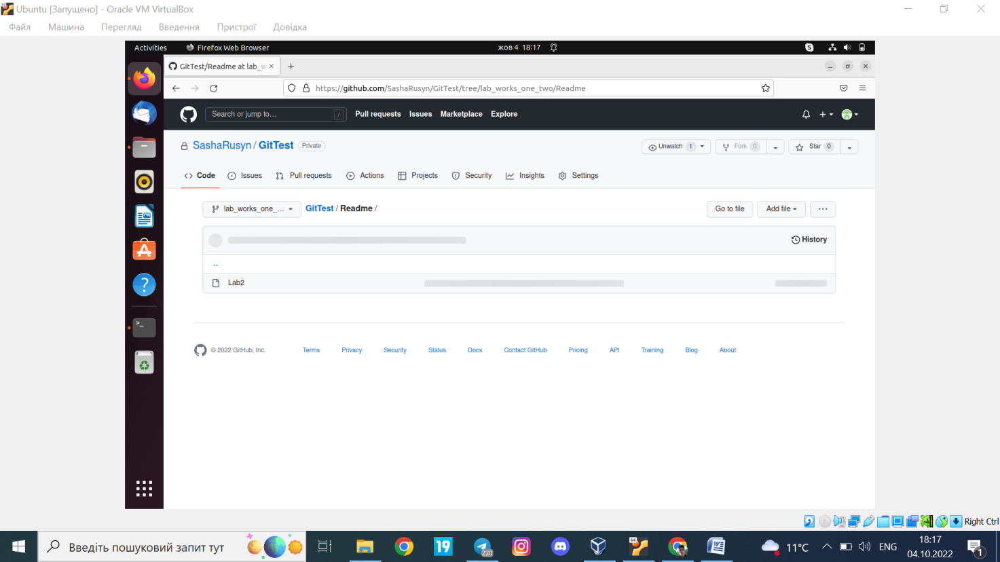 Ubuntu [Запущено] - Oracle VM VirtualBox
Файл Машина Перегляд Введення Пристрої Довідка
Activities Firefox Web Browser жов 4 18:17
GitTest/Readme at lab_w
https://github.com/SashaRusyn/GitTest/tree/lab_works_one_two/Readme
Search or jump to… / Pull requests Issues Marketplace Explore
SashaRusyn / GitTest Private Unwatch 1 Fork 0 Star 0
Code Issues Pull requests Actions Projects Security Insights Settings
lab_works_one_... GitTest / Readme / Go to file Add file ...
History
..
Lab2
© 2022 GitHub, Inc. Terms Privacy Security Status Docs Contact GitHub Pricing API Training Blog About
Right Ctrl
Введіть пошуковий запит тут 19 220 64 W 11°C ENG 18:17
04.10.2022 1